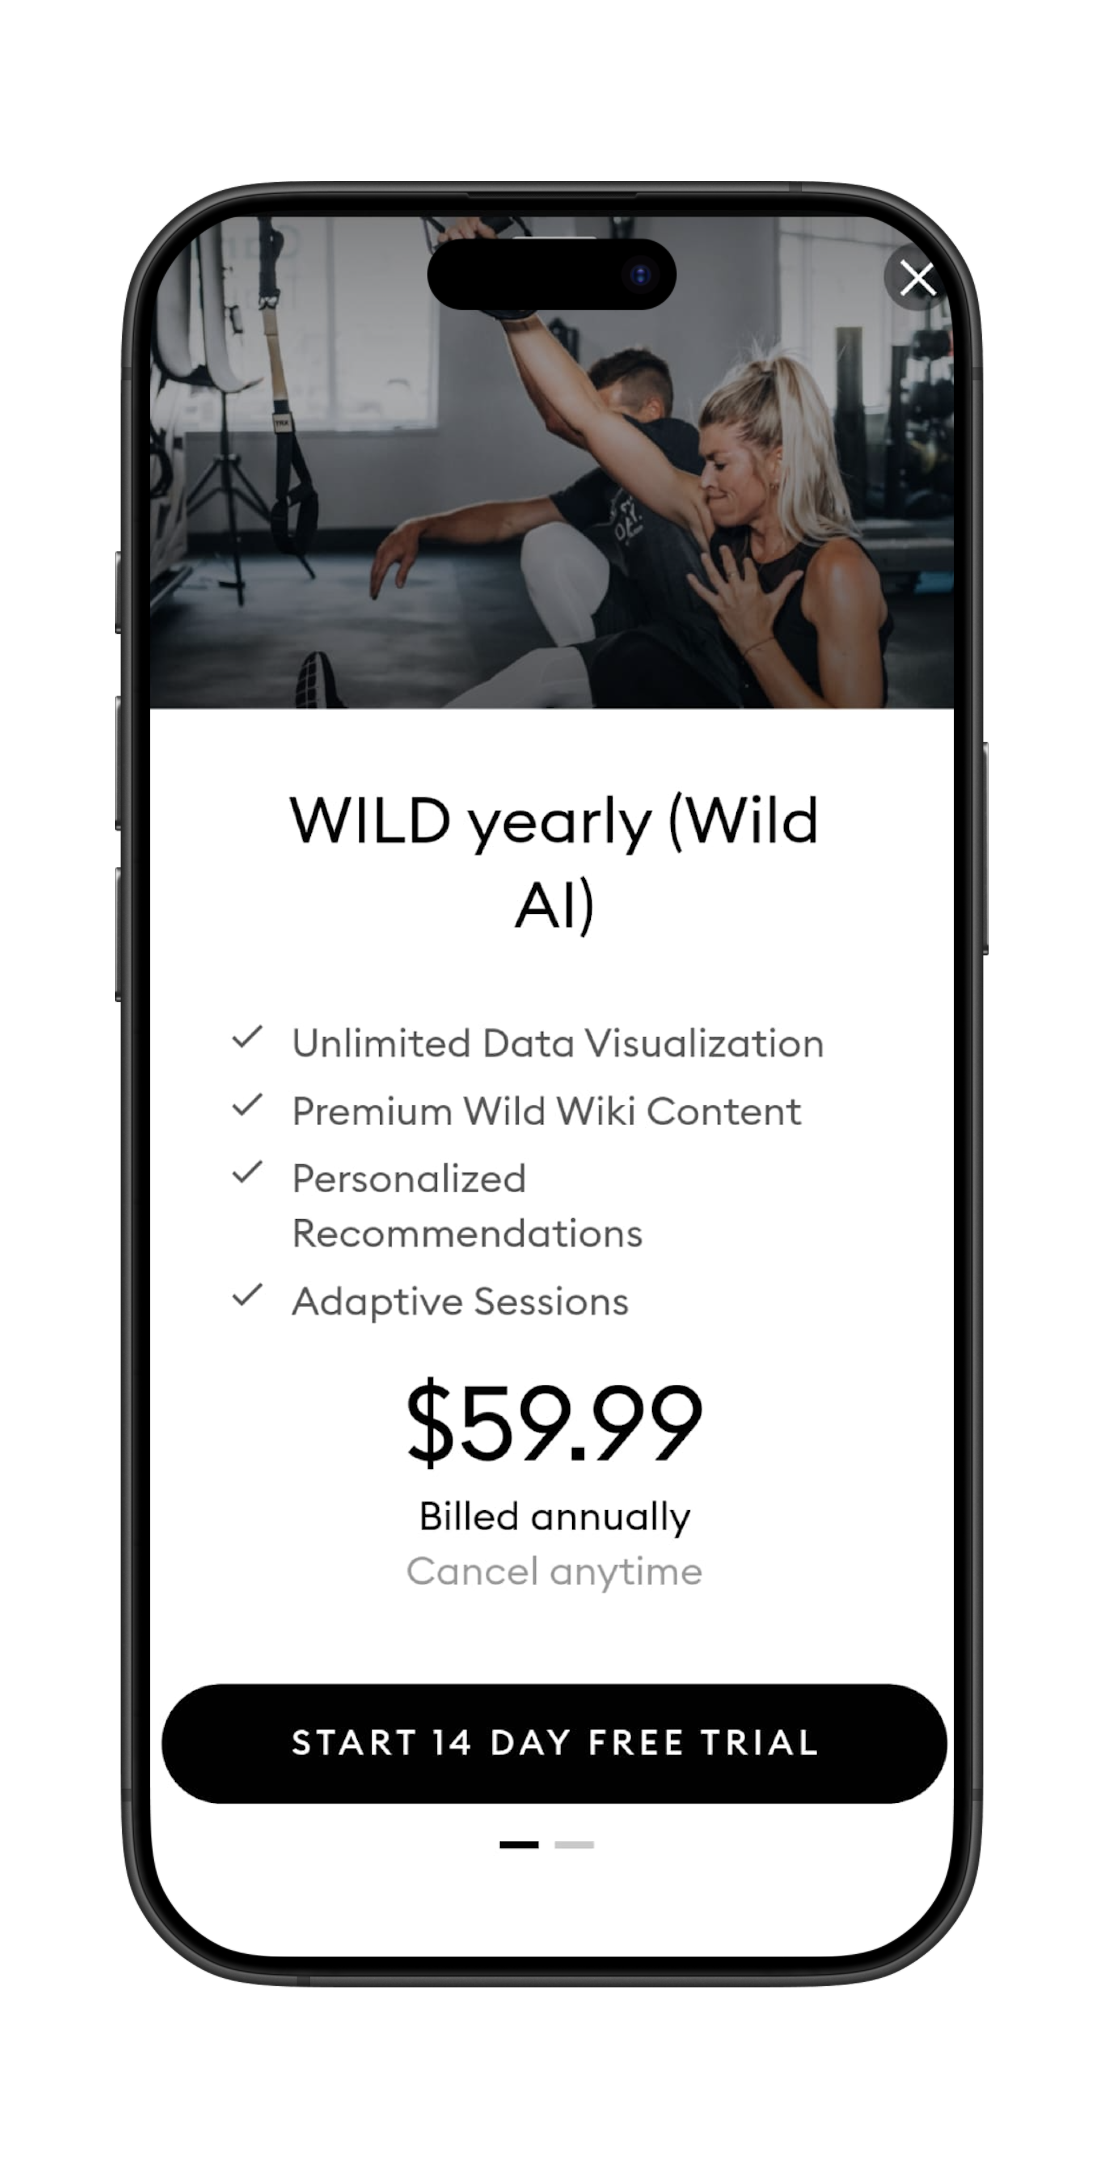 WILD yearly (Wild
AI)
Unlimited Data Visualization
Premium Wild Wiki Content
Personalized
Recommendations
Adaptive Sessions
$59.99
Billed annually
Cancel anytime
START 14 DAY FREE TRIAL